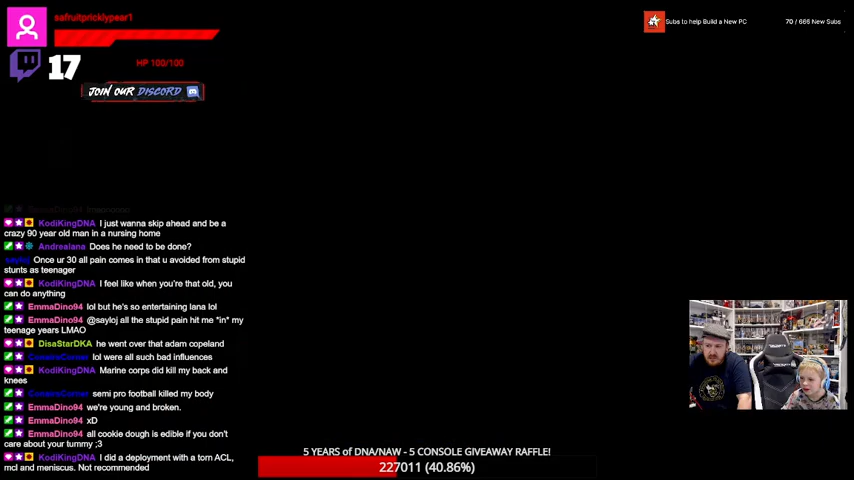 safruitpricklypear1
Subs to help Build a New PC
70 / 666 New Subs
17
HP 100/100
JOIN OUR DISCORD
KodiKingDNA I just wanna skip ahead and be a
crazy 90 year old man in a nursing home
Andrealana Does he need to be done?
sayloj Once ur 30 all pain comes in that u avoided from stupid
stunts as teenager
KodiKingDNA I feel like when you're that old, you
can do anything
EmmaDino94 lol but he's so entertaining lana lol
EmmaDino94 @sayloj all the stupid pain hit me *in* my
teenage years LMAO
DisaStarDKA he went over that adam copeland
lol were all such bad influences
KodiKingDNA Marine corps did kill my back and
knees
semi pro football killed my body
EmmaDino94 we're young and broken.
EmmaDino94 xD
EmmaDino94 all cookie dough is edible if you don't
care about your tummy ;3
KodiKingDNA I did a deployment with a torn ACL,
mcl and meniscus. Not recommended
5 YEARS of DNA/NAW - 5 CONSOLE GIVEAWAY RAFFLE!
227011 (40.86%)